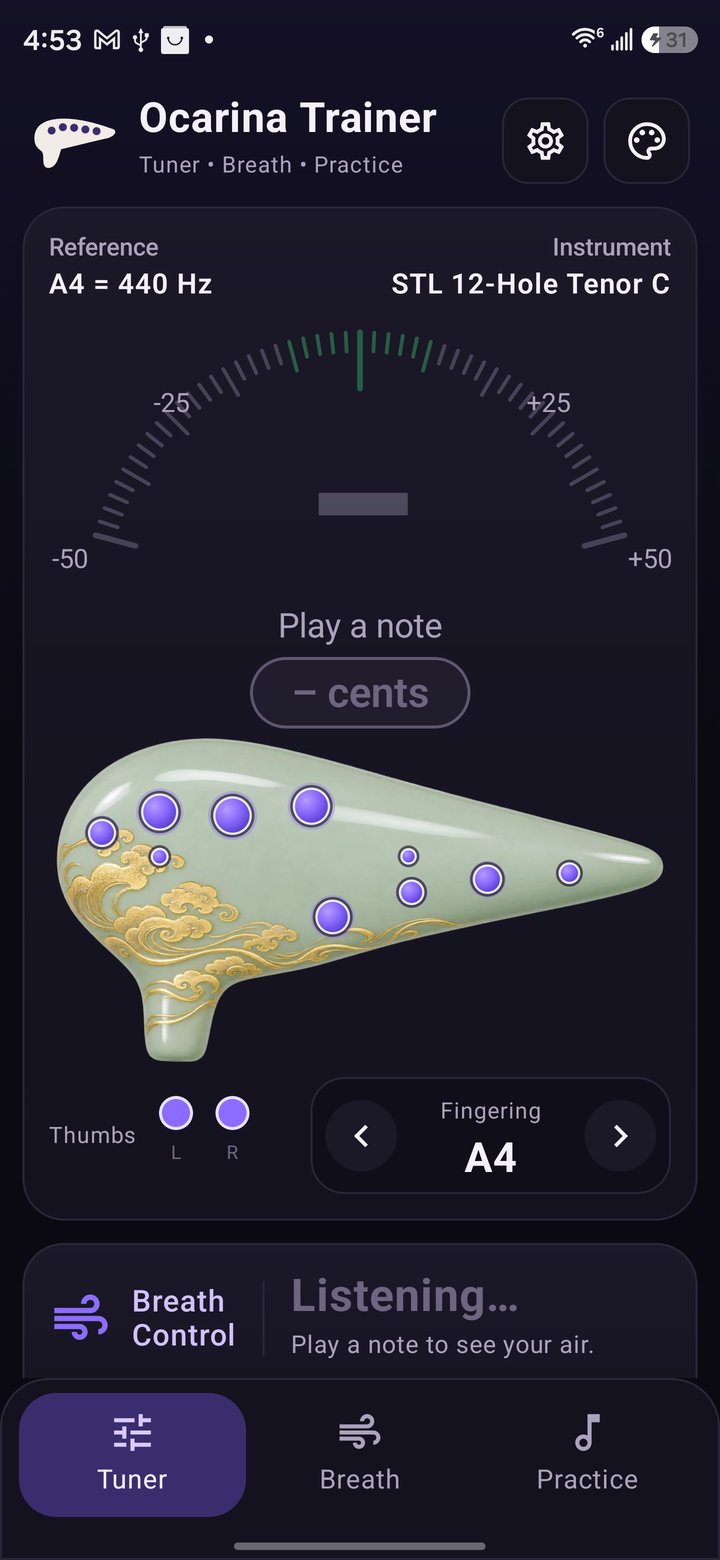 4:53
6
31
Ocarina Trainer
Tuner • Breath • Practice
Reference
Instrument
A4 = 440 Hz
STL 12-Hole Tenor C
-25
+25
-50
+50
Play a note
– cents
Thumbs
L
R
Fingering
A4
Breath
Control
Listening…
Play a note to see your air.
Tuner
Breath
Practice